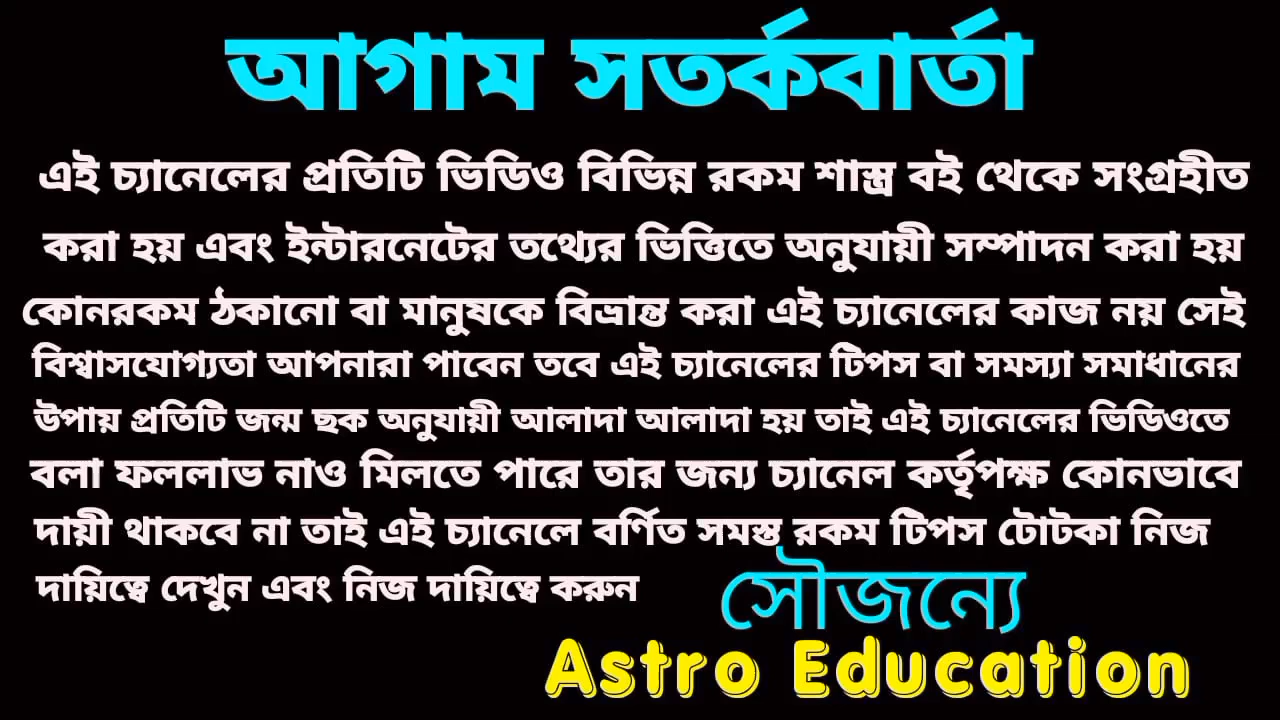 আগাম সতর্কবার্তা
এই চ্যানেলের প্রতিটি ভিডিও বিভিন্ন রকম শাস্ত্র বই থেকে সংগ্রহীত
করা হয় এবং ইন্টারনেটের তথ্যের ভিত্তিতে অনুযায়ী সম্পাদন করা হয়
কোনরকম ঠকানো বা মানুষকে বিভ্রান্ত করা এই চ্যানেলের কাজ নয় সেই
বিশ্বাসযোগ্যতা আপনারা পাবেন তবে এই চ্যানেলের টিপস বা সমস্যা সমাধানের
উপায় প্রতিটি জন্ম ছক অনুযায়ী আলাদা আলাদা হয় তাই এই চ্যানেলের ভিডিওতে
বলা ফললাভ নাও মিলতে পারে তার জন্য চ্যানেল কর্তৃপক্ষ কোনভাবে
দায়ী থাকবে না তাই এই চ্যানেলে বর্ণিত সমস্ত রকম টিপস টোটকা নিজ
দায়িত্বে দেখুন এবং নিজ দায়িত্বে করুন
সৌজন্যে
Astro Education